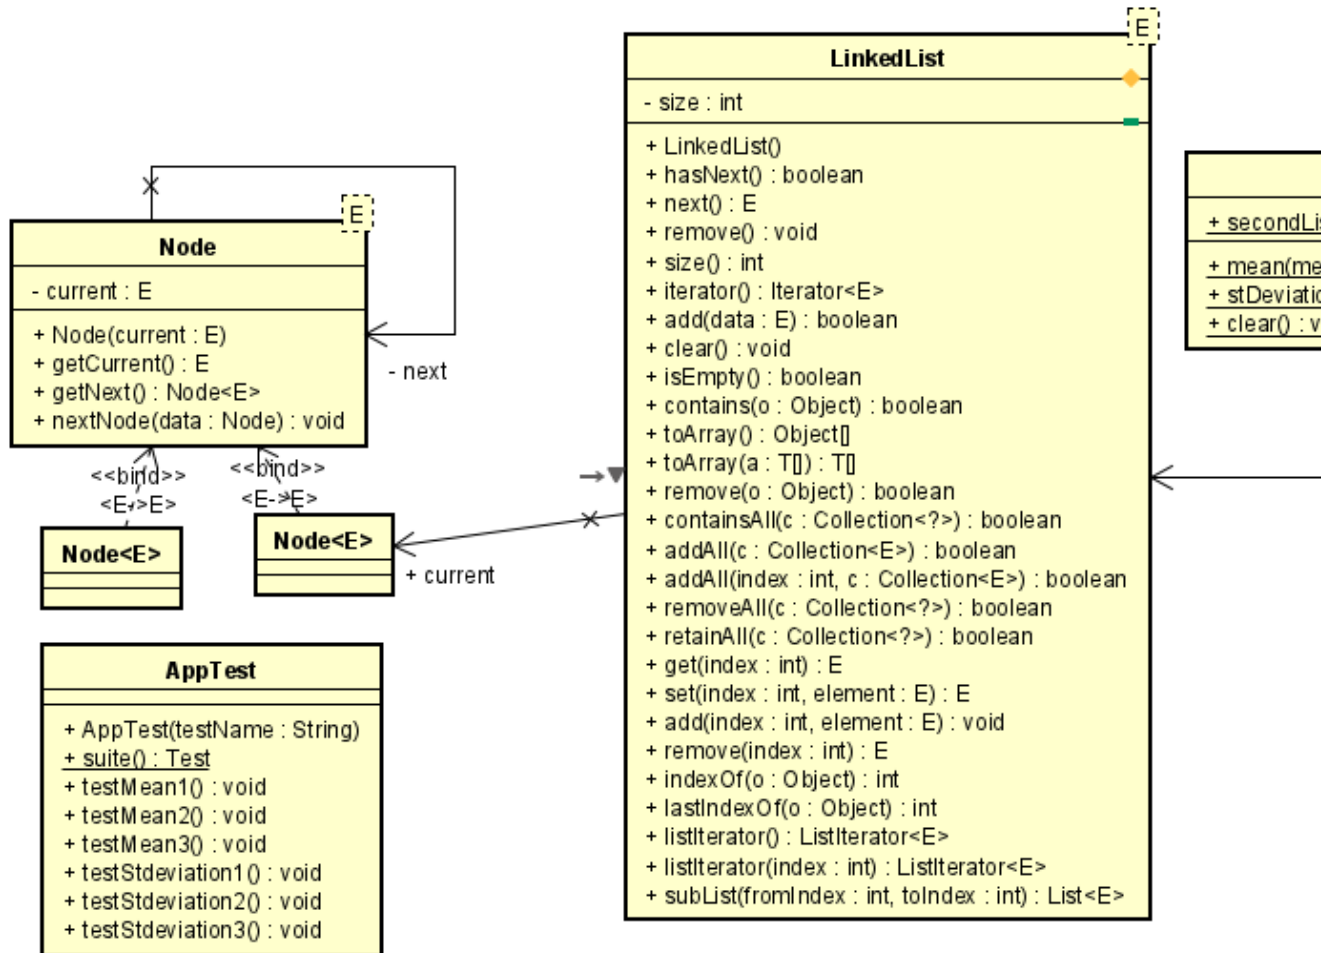 E
Node
- current : E
+ Node(current : E)
+ getCurrent() : E
+ getNext() : Node<E>
+ nextNode(data : Node) : void
- next
<<bind>>
<E->E>
<<bind>>
<E->E>
Node<E>
Node<E>
+ current
AppTest
+ AppTest(testName : String)
+ suite() : Test
+ testMean1() : void
+ testMean2() : void
+ testMean3() : void
+ testStdeviation1() : void
+ testStdeviation2() : void
+ testStdeviation3() : void
E
LinkedList
- size : int
+ LinkedList()
+ hasNext() : boolean
+ next() : E
+ remove() : void
+ size() : int
+ iterator() : Iterator<E>
+ add(data : E) : boolean
+ clear() : void
+ isEmpty() : boolean
+ contains(o : Object) : boolean
+ toArray() : Object[]
+ toArray(a : T[]) : T[]
+ remove(o : Object) : boolean
+ containsAll(c : Collection<?>) : boolean
+ addAll(c : Collection<E>) : boolean
+ addAll(index : int, c : Collection<E>) : boolean
+ removeAll(c : Collection<?>) : boolean
+ retainAll(c : Collection<?>) : boolean
+ get(index : int) : E
+ set(index : int, element : E) : E
+ add(index : int, element : E) : void
+ remove(index : int) : E
+ indexOf(o : Object) : int
+ lastIndexOf(o : Object) : int
+ listIterator() : ListIterator<E>
+ listIterator(index : int) : ListIterator<E>
+ subList(fromIndex : int, toIndex : int) : List<E>
+ secondLis
+ mean(me
+ stDeviatio
+ clear() : v